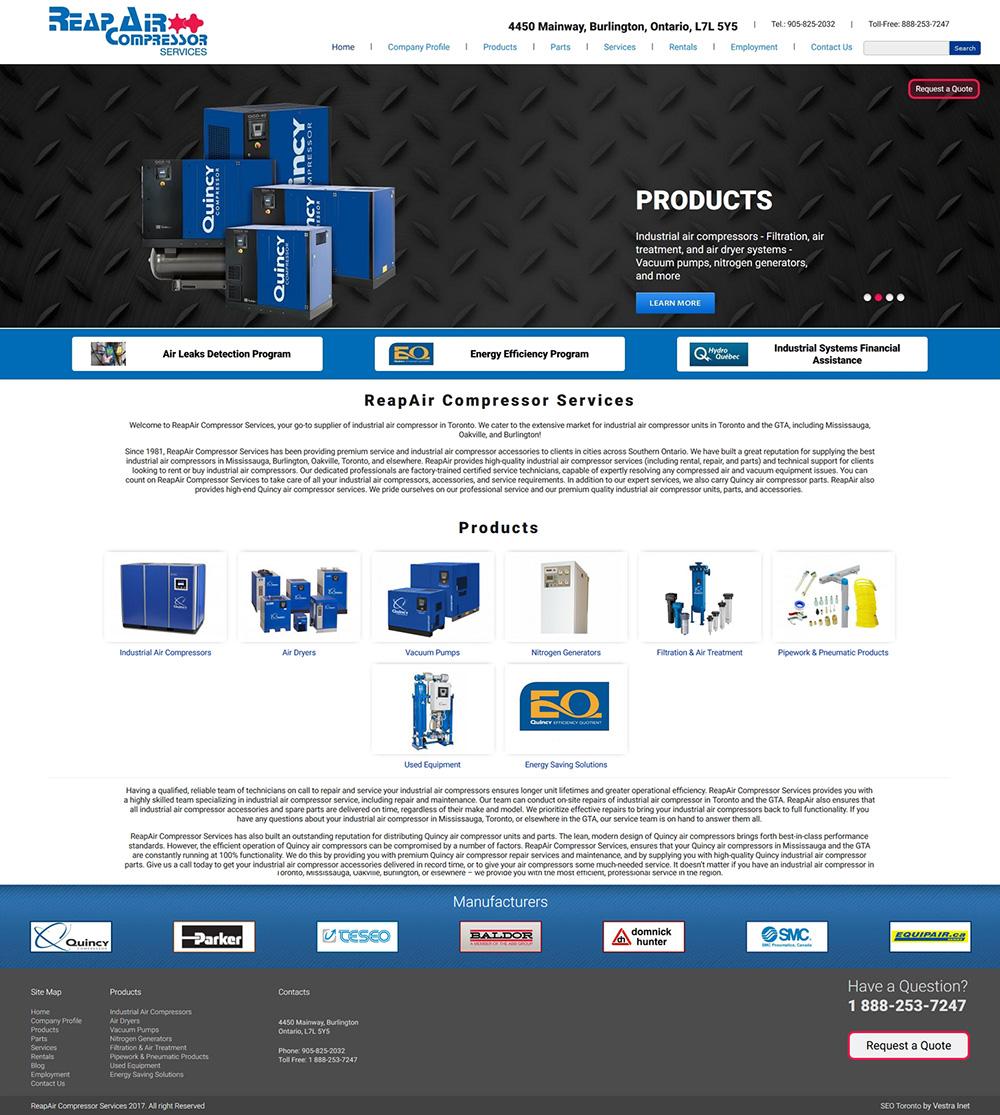 REAPAIR
COMPRESSOR
SERVICES
4450 Mainway, Burlington, Ontario, L7L 5Y5 | Tel.: 905-825-2032 | Toll-Free: 888-253-7247
Home | Company Profile | Products | Parts | Services | Rentals | Employment | Contact Us
Search
Request a Quote
Quincy
COMPRESSOR
PRODUCTS
Industrial air compressors - Filtration, air
treatment, and air dryer systems -
Vacuum pumps, nitrogen generators,
and more
LEARN MORE
Air Leaks Detection Program
EQ
Energy Efficiency Program
Hydro
Québec
Industrial Systems Financial
Assistance
ReapAir Compressor Services
Welcome to ReapAir Compressor Services, your go-to supplier of industrial air compressor in Toronto. We cater to the extensive market for industrial air compressor units in Toronto and the GTA, including Mississauga,
Oakville, and Burlington!
Since 1981, ReapAir Compressor Services has been providing premium service and industrial air compressor accessories to clients in cities across Southern Ontario. We have built a great reputation for supplying the best
industrial air compressors in Mississauga, Burlington, Oakville, Toronto, and elsewhere. ReapAir provides high-quality industrial air compressor services (including rental, repair, and parts) and technical support for clients
looking to rent or buy industrial air compressors. Our dedicated professionals are factory-trained certified service technicians, capable of expertly resolving any compressed air and vacuum equipment issues. You can
count on ReapAir Compressor Services to take care of all your industrial air compressors, accessories, and service requirements. In addition to our expert services, we also carry Quincy air compressor parts. ReapAir also
provides high-end Quincy air compressor services. We pride ourselves on our professional service and our premium quality industrial air compressor units, parts, and accessories.
Products
Industrial Air Compressors
Air Dryers
Vacuum Pumps
Nitrogen Generators
Filtration & Air Treatment
Pipework & Pneumatic Products
EQ
Quincy EFFICIENCY QUOTIENT
Used Equipment
Energy Saving Solutions
Having a qualified, reliable team of technicians on call to repair and service your industrial air compressors ensures longer unit lifetimes and greater operational efficiency. ReapAir Compressor Services provides you with
a highly skilled team specializing in industrial air compressor service, including repair and maintenance. Our team can conduct on-site repairs of industrial air compressor in Toronto and the GTA. ReapAir also ensures that
all industrial air compressor accessories and spare parts are delivered on time, regardless of their make and model. We prioritize effective repairs to bring your industrial air compressors back to full functionality. If you
have any questions about your industrial air compressor in Mississauga, Toronto, or elsewhere in the GTA, our service team is on hand to answer them all.
ReapAir Compressor Services has also built an outstanding reputation for distributing Quincy air compressor units and parts. The lean, modern design of Quincy air compressors brings forth best-in-class performance
standards. However, the efficient operation of Quincy air compressors can be compromised by a number of factors. ReapAir Compressor Services, ensures that your Quincy air compressors in Mississauga and the GTA
are constantly running at 100% functionality. We do this by providing you with premium Quincy air compressor repair services and maintenance, and by supplying you with high-quality Quincy industrial air compressor
parts. Give us a call today to get your industrial air compressor accessories delivered in record time, or to give your air compressors some much-needed service. It doesn't matter if you have an industrial air compressor in
Toronto, Mississauga, Oakville, Burlington, or elsewhere – we provide you with the most efficient, professional service in the region.
Manufacturers
Quincy
COMPRESSOR
Parker
TESEO
BALDOR
A MEMBER OF THE ABB GROUP
domnick
hunter
SMC
SMC Pneumatics, Canada
EQUIPAIR.ca
Site Map
Home
Company Profile
Products
Parts
Services
Rentals
Blog
Employment
Contact Us
Products
Industrial Air Compressors
Air Dryers
Vacuum Pumps
Nitrogen Generators
Filtration & Air Treatment
Pipework & Pneumatic Products
Used Equipment
Energy Saving Solutions
Contacts
4450 Mainway, Burlington
Ontario, L7L 5Y5
Phone: 905-825-2032
Toll Free: 1 888-253-7247
Have a Question?
1 888-253-7247
Request a Quote
ReapAir Compressor Services 2017. All right Reserved
SEO Toronto by Vestra Inet